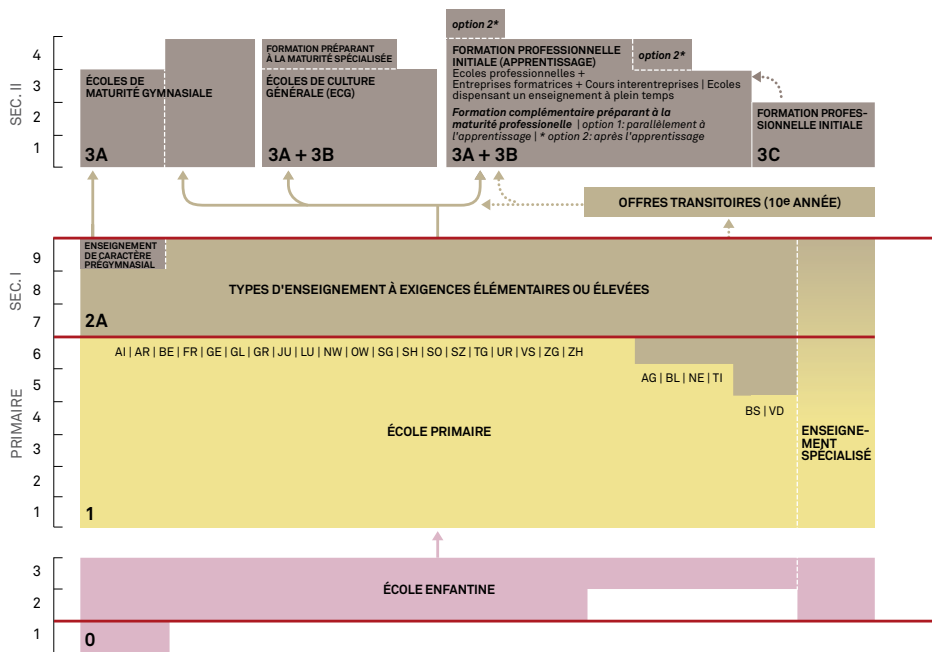 option 2*
SEC. II
4
3
2
1
ÉCOLES DE
MATURITÉ GYMNASIALE
3A
FORMATION PRÉPARANT
À LA MATURITÉ SPÉCIALISÉE
ÉCOLES DE CULTURE
GÉNÉRALE (ECG)
3A + 3B
FORMATION PROFESSIONNELLE
INITIALE (APPRENTISSAGE)
Ecoles professionnelles +
Entreprises formatrices + Cours interentreprises | Ecoles
dispensant un enseignement à plein temps
Formation complémentaire préparant à la
maturité professionelle | option 1: parallèlement à
l'apprentissage | * option 2: après l'apprentissage
3A + 3B
option 2*
FORMATION PROFES-
SIONNELLE INITIALE
3C
OFFRES TRANSITOIRES (10e ANNÉE)
SEC. I
9
8
7
ENSEIGNEMENT
DE CARACTÈRE
PRÉGYMNASIAL
TYPES D'ENSEIGNEMENT À EXIGENCES ÉLÉMENTAIRES OU ÉLEVÉES
2A
PRIMAIRE
6
5
4
3
2
1
AI | AR | BE | FR | GE | GL | GR | JU | LU | NW | OW | SG | SH | SO | SZ | TG | UR | VS | ZG | ZH
AG | BL | NE | TI
BS | VD
ÉCOLE PRIMAIRE
ENSEIGNE-
MENT
SPÉCIALISÉ
1
3
2
1
ÉCOLE ENFANTINE
0